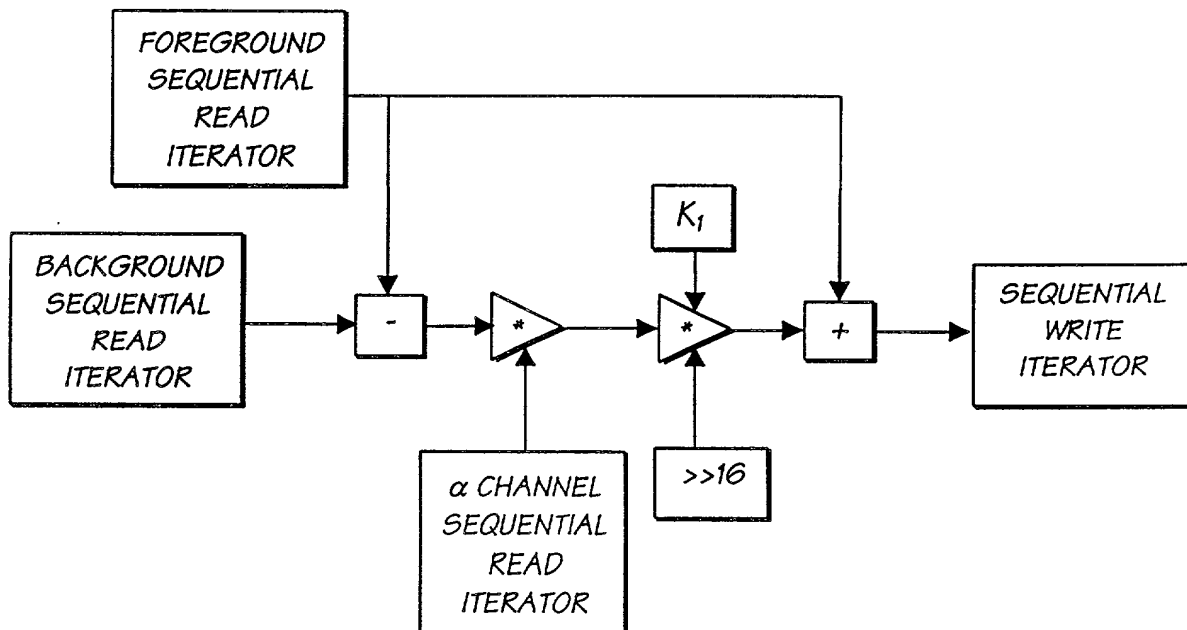 FOREGROUND
SEQUENTIAL
READ
ITERATOR
K₁
BACKGROUND
SEQUENTIAL
READ
ITERATOR
-
*
*
+
SEQUENTIAL
WRITE
ITERATOR
α CHANNEL
SEQUENTIAL
READ
ITERATOR
>>16